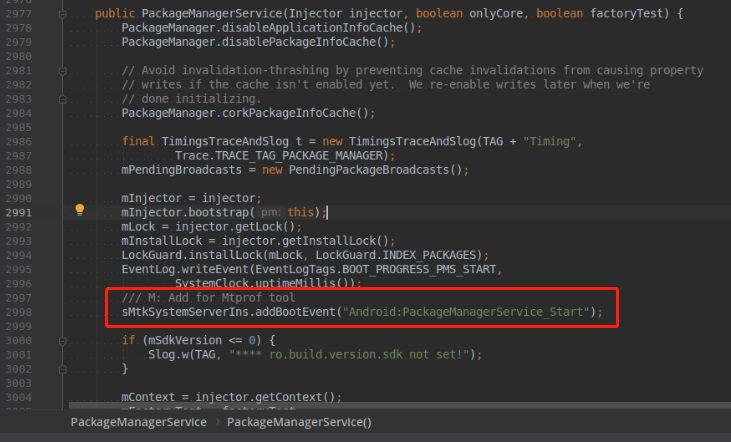 2977 public PackageManagerService(Injector injector, boolean onlyCore, boolean factoryTest) {
2978 PackageManager.disableApplicationInfoCache();
2979 PackageManager.disablePackageInfoCache();
2980
2981 // Avoid invalidation-thrashing by preventing cache invalidations from causing property
2982 // writes if the cache isn't enabled yet.  We re-enable writes later when we're
2983 // done initializing.
2984 PackageManager.corkPackageInfoCache();
2985
2986 final TimingsTraceAndSlog t = new TimingsTraceAndSlog(TAG + "Timing",
2987 Trace.TRACE_TAG_PACKAGE_MANAGER);
2988 mPendingBroadcasts = new PendingPackageBroadcasts();
2989
2990 mInjector = injector;
2991 mInjector.bootstrap( pm: this);
2992 mLock = injector.getLock();
2993 mInstallLock = injector.getInstallLock();
2994 LockGuard.installLock(mLock, LockGuard.INDEX_PACKAGES);
2995 EventLog.writeEvent(EventLogTags.BOOT_PROGRESS_PMS_START,
2996 SystemClock.uptimeMillis());
2997 /// M: Add for Mtprof tool
2998 sMtkSystemServerIns.addBootEvent("Android:PackageManagerService_Start");
2999
3000 if (mSdkVersion <= 0) {
3001 Slog.w(TAG, "**** ro.build.version.sdk not set!");
3002 }
3003
3004 mContext = injector.getContext();
PackageManagerService › PackageManagerService()